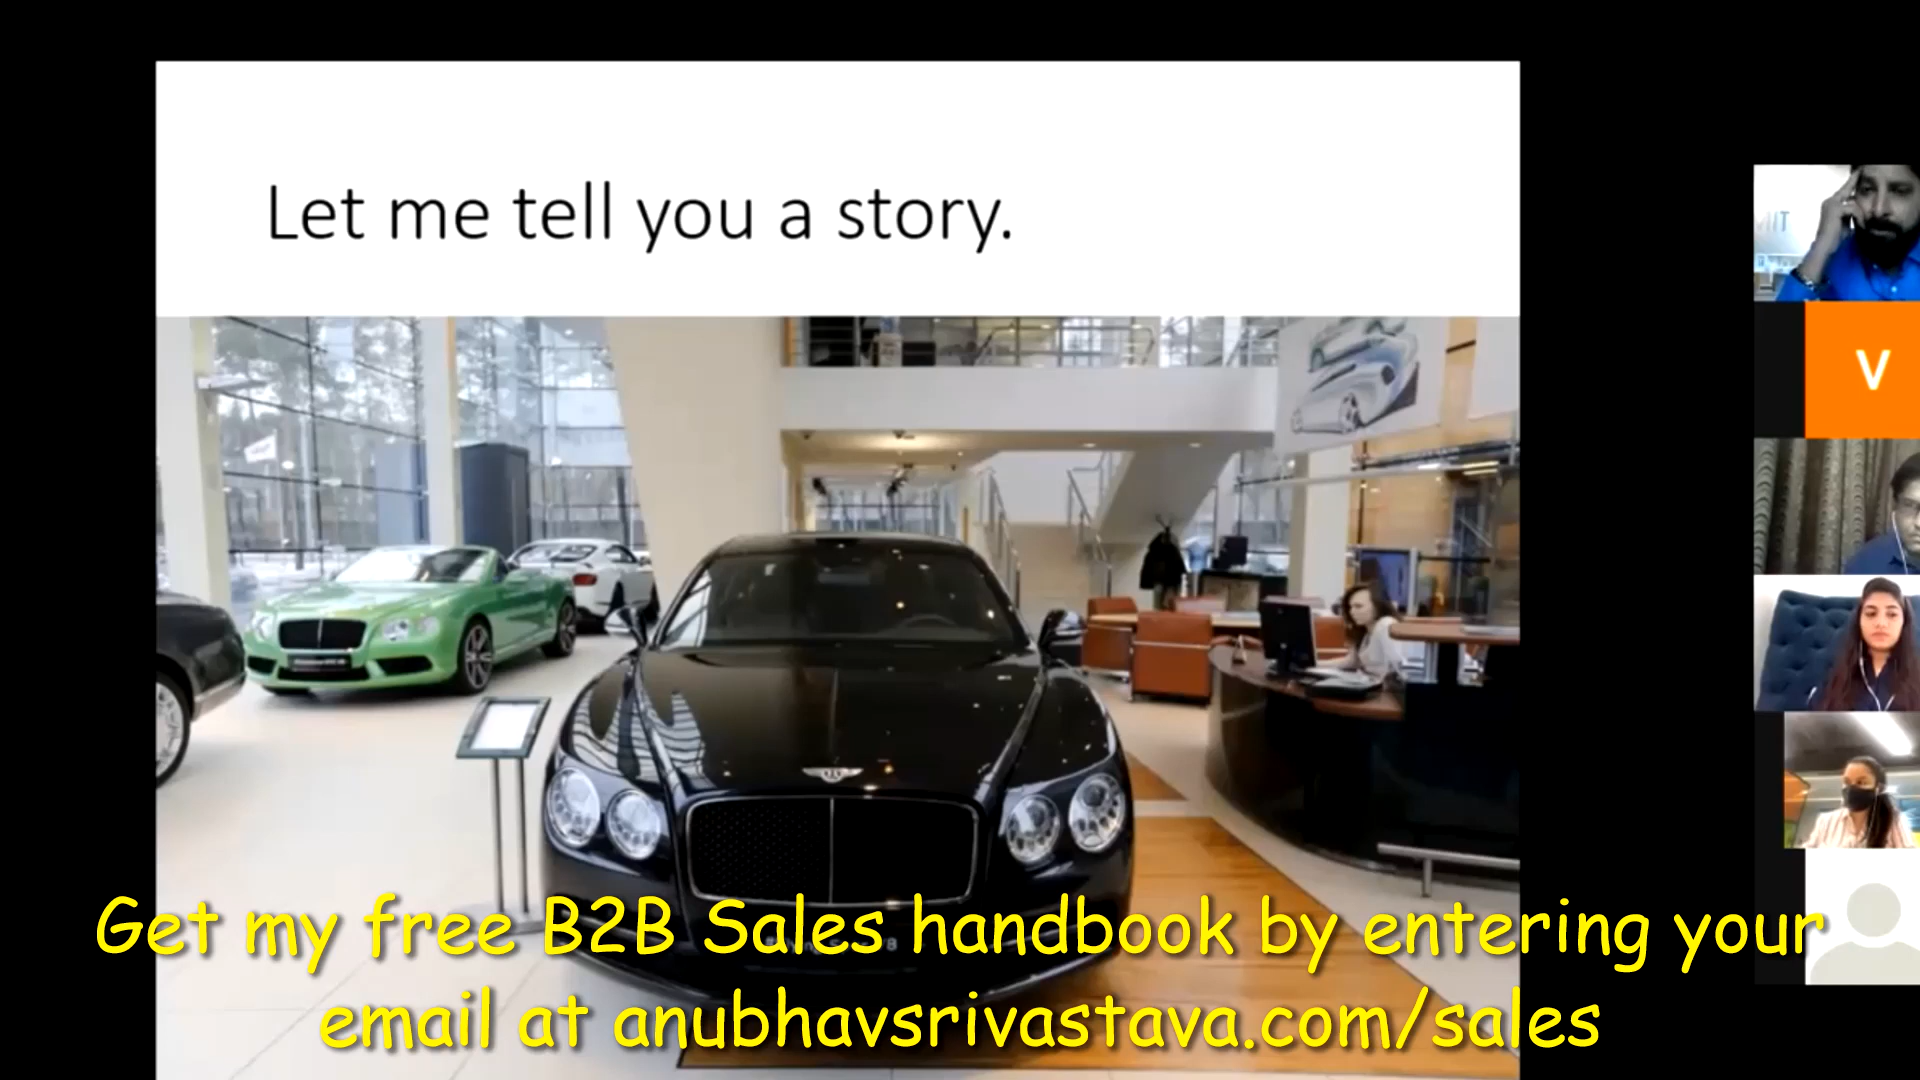 Let me tell you a story.
V
Get my free B2B Sales handbook by entering your
email at anubhavsrivastava.com/sales